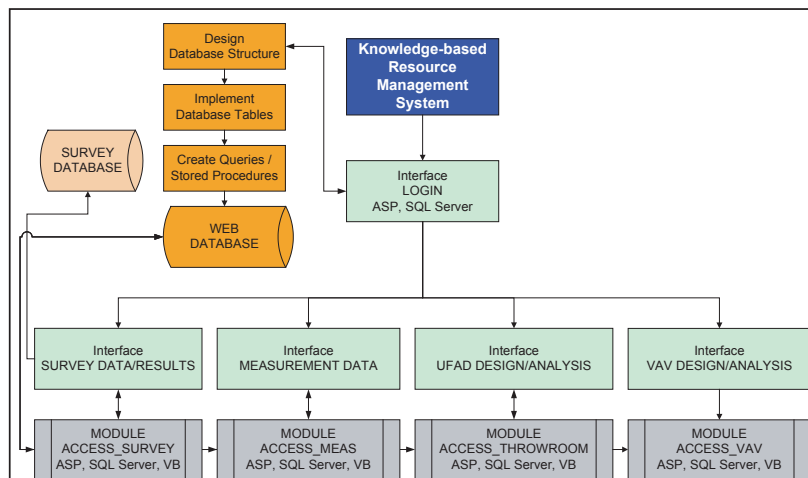 Design
Database Structure
Knowledge-based
Resource
Management
System
Implement
Database Tables
SURVEY
DATABASE
Create Queries /
Stored Procedures
Interface
LOGIN
ASP, SQL Server
WEB
DATABASE
Interface
SURVEY DATA/RESULTS
Interface
MEASUREMENT DATA
Interface
UFAD DESIGN/ANALYSIS
Interface
VAV DESIGN/ANALYSIS
MODULE
ACCESS_SURVEY
ASP, SQL Server, VB
MODULE
ACCESS_MEAS
ASP, SQL Server, VB
MODULE
ACCESS_THROWROOM
ASP, SQL Server, VB
MODULE
ACCESS_VAV
ASP, SQL Server, VB